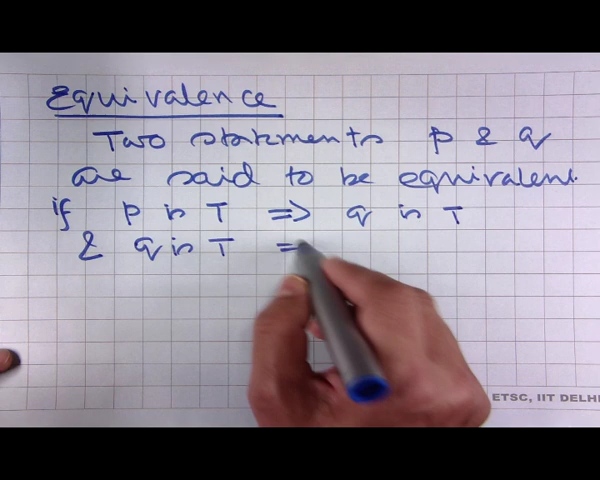 Equivalence
Two statements p & q
are said to be equivalent.
if p is T => q is T
& q is T =
ETSC, IIT DELHI